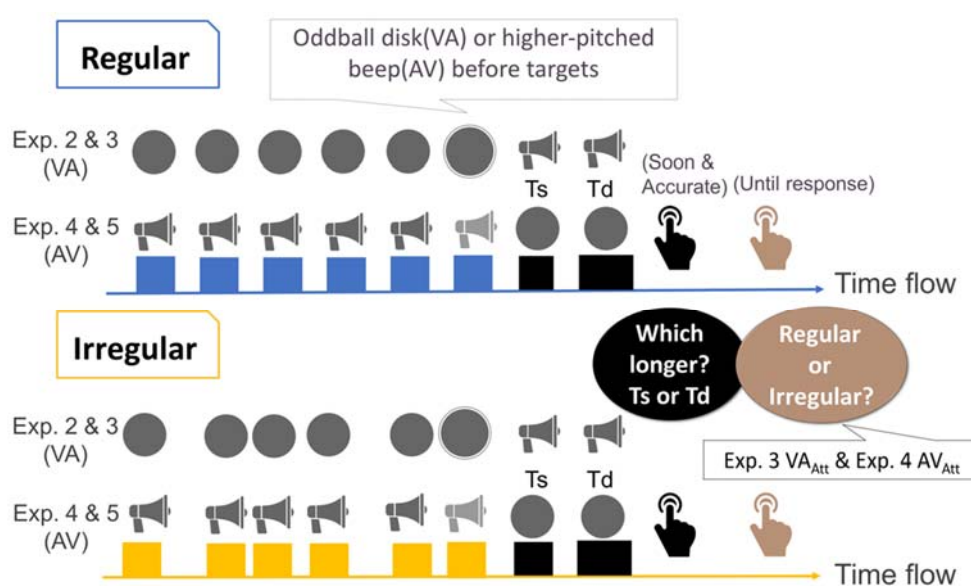 Regular
Oddball disk(VA) or higher-pitched
beep(AV) before targets
Exp. 2 & 3
(VA)
Ts
Td
(Soon &
Accurate)
(Until response)
Exp. 4 & 5
(AV)
Time flow
Irregular
Which
longer?
Ts or Td
Regular
or
Irregular?
Exp. 2 & 3
(VA)
Ts
Td
Exp. 3 VAAtt & Exp. 4 AVAtt
Exp. 4 & 5
(AV)
Time flow